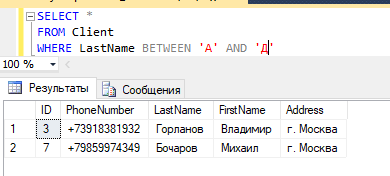 SELECT *
FROM Client
WHERE LastName BETWEEN 'А' AND 'Д'
100 %
Результаты Сообщения
ID PhoneNumber LastName FirstName Address
1 3 +73918381932 Горланов Владимир г. Москва
2 7 +79859974349 Бочаров Михаил г. Москва